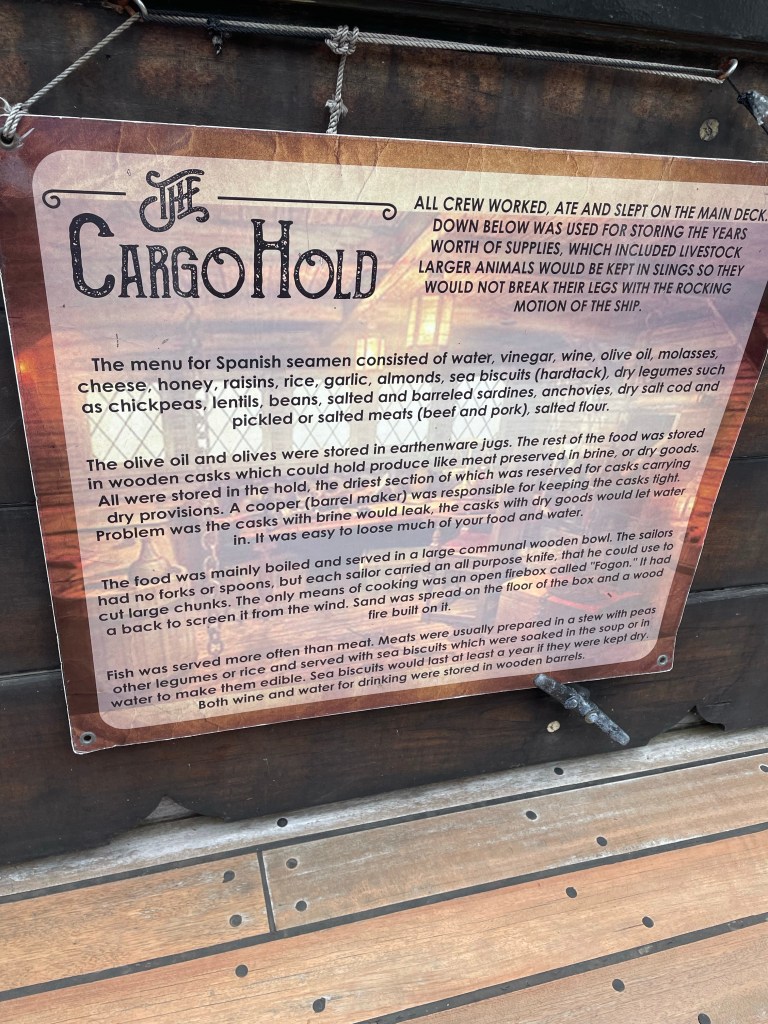 THE
CARGO HOLD
ALL CREW WORKED, ATE AND SLEPT ON THE MAIN DECK.
DOWN BELOW WAS USED FOR STORING THE YEARS
WORTH OF SUPPLIES, WHICH INCLUDED LIVESTOCK
LARGER ANIMALS WOULD BE KEPT IN SLINGS SO THEY
WOULD NOT BREAK THEIR LEGS WITH THE ROCKING
MOTION OF THE SHIP.
The menu for Spanish seamen consisted of water, vinegar, wine, olive oil, molasses,
cheese, honey, raisins, rice, garlic, almonds, sea biscuits (hardtack), dry legumes such
as chickpeas, lentils, beans, salted and barreled sardines, anchovies, dry salt cod and
pickled or salted meats (beef and pork), salted flour.
The olive oil and olives were stored in earthenware jugs. The rest of the food was stored
in wooden casks which could hold produce like meat preserved in brine, or dry goods.
All were stored in the hold, the driest section of which was reserved for casks carrying
dry provisions. A cooper (barrel maker) was responsible for keeping the casks tight.
Problem was the casks with brine would leak, the casks with dry goods would let water
in. It was easy to loose much of your food and water.
The food was mainly boiled and served in a large communal wooden bowl. The sailors
had no forks or spoons, but each sailor carried an all purpose knife, that he could use to
cut large chunks. The only means of cooking was an open firebox called "Fogon." It had
a back to screen it from the wind. Sand was spread on the floor of the box and a wood
fire built on it.
Fish was served more often than meat. Meats were usually prepared in a stew with peas
other legumes or rice and served with sea biscuits which were soaked in the soup or in
water to make them edible. Sea biscuits would last at least a year if they were kept dry.
Both wine and water for drinking were stored in wooden barrels.